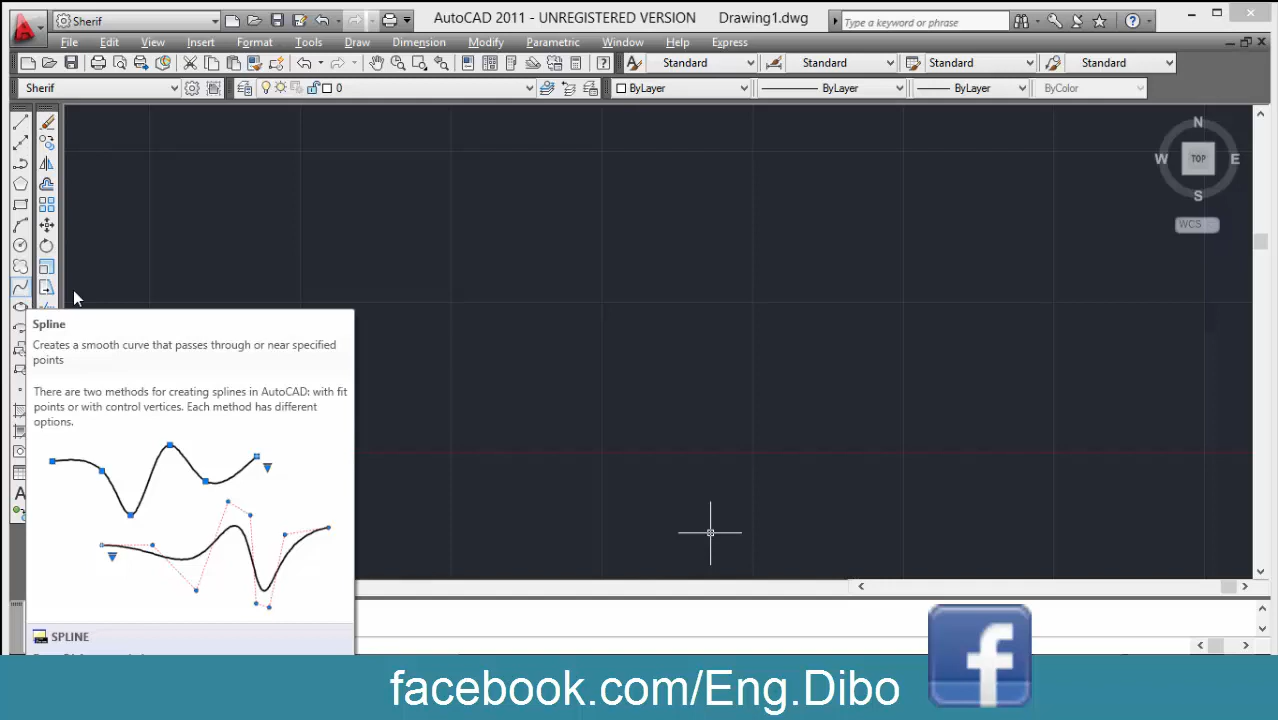 Sherif
AutoCAD 2011 - UNREGISTERED VERSION
Drawing1.dwg
Type a keyword or phrase
File Edit View Insert Format Tools Draw Dimension Modify Parametric Window Help Express
Standard Standard Standard Standard
Sherif 0 ByLayer ByLayer ByLayer ByColor
N
W TOP E
S
WCS
Spline
Creates a smooth curve that passes through or near specified
points
There are two methods for creating splines in AutoCAD: with fit
points or with control vertices. Each method has different
options.
A
SPLINE
facebook.com/Eng.Dibo
f